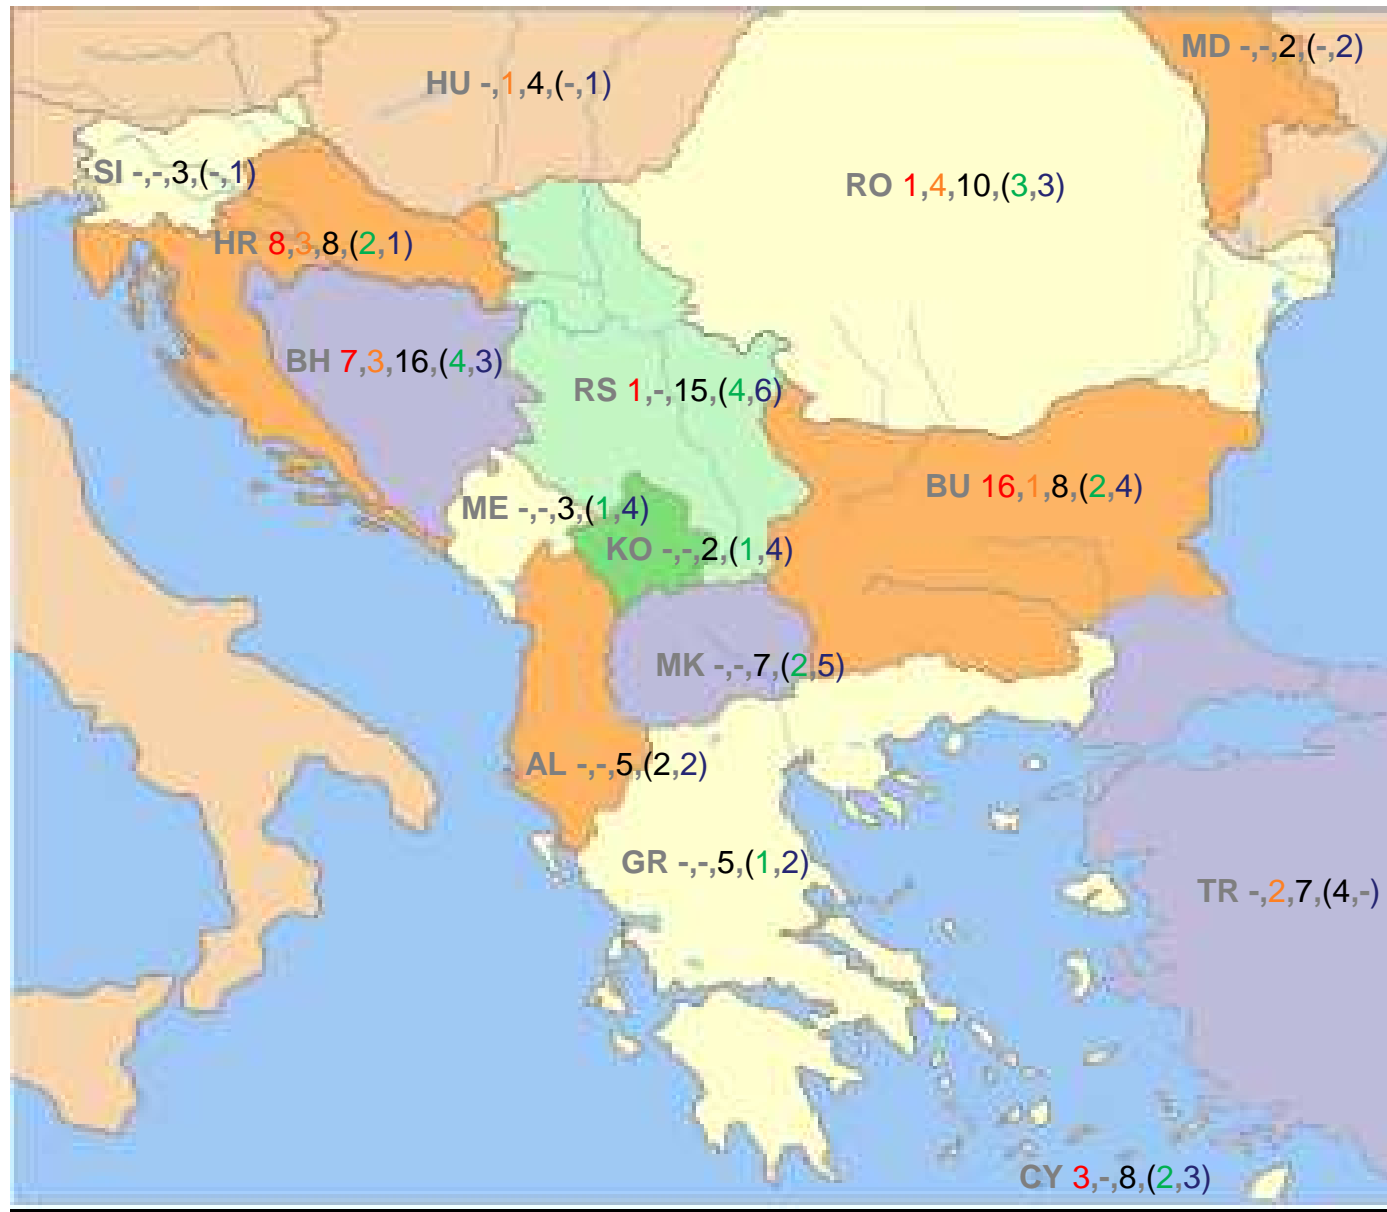 MD -,-,2,(-,2)
HU -,1,4,(-,1)
SI -,-,3,(-,1)
RO 1,4,10,(3,3)
HR 8,3,8,(2,1)
BH 7,3,16,(4,3)
RS 1,-,15,(4,6)
BU 16,1,8,(2,4)
ME -,-,3,(1,4)
KO -,-,2,(1,4)
MK -,-,7,(2,5)
AL -,-,5,(2,2)
GR -,-,5,(1,2)
TR -,2,7,(4,-)
CY 3,-,8,(2,3)